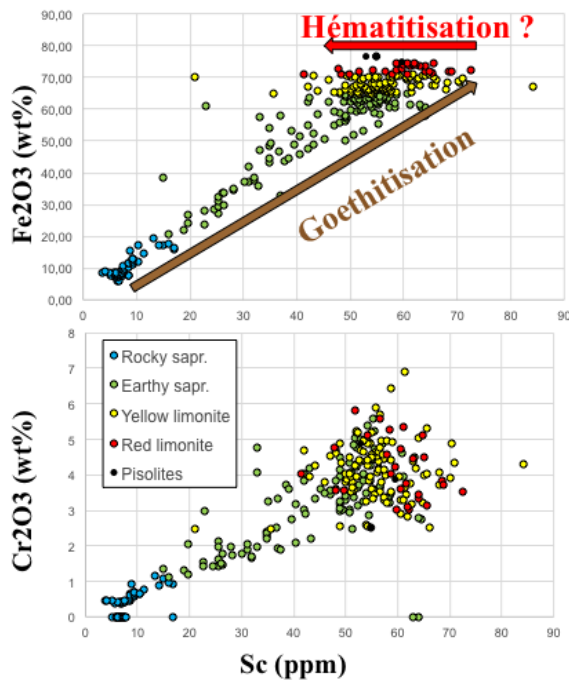 Hématitisation ?
100,00
90,00
80,00
70,00
60,00
50,00
40,00
30,00
20,00
10,00
0,00
Fe2O3 (wt%)
Goethitisation
0 10 20 30 40 50 60 70 80 90
8
7
6
5
4
3
2
1
0
Cr2O3 (wt%)
Rocky sapr.
Earthy sapr.
Yellow limonite
Red limonite
Pisolites
0 10 20 30 40 50 60 70 80 90
Sc (ppm)